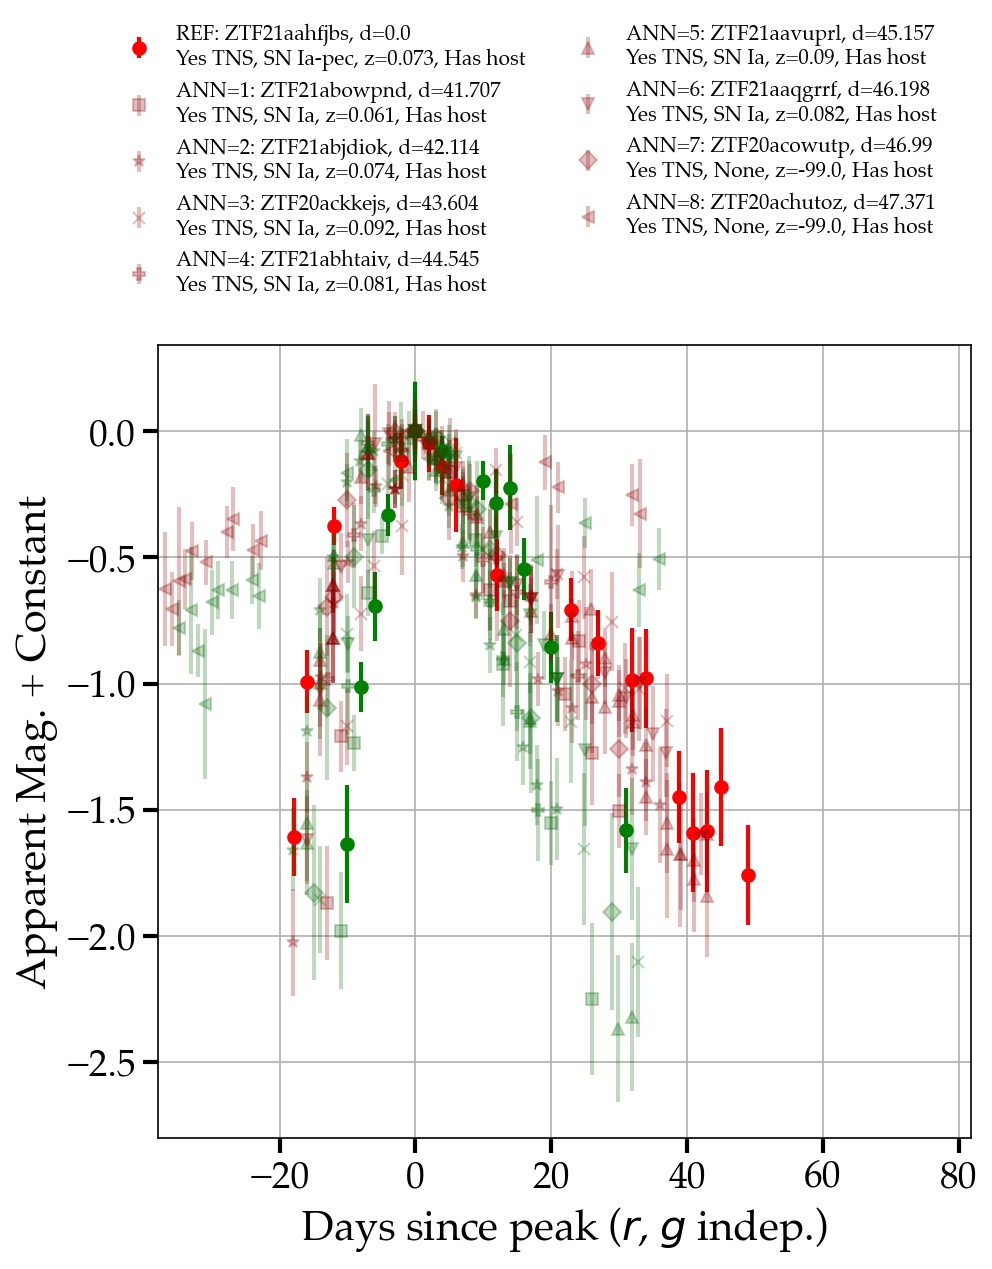 REF: ZTF21aahfjbs, d=0.0
Yes TNS, SN Ia-pec, z=0.073, Has host
ANN=1: ZTF21abowpnd, d=41.707
Yes TNS, SN Ia, z=0.061, Has host
ANN=2: ZTF21abjdiok, d=42.114
Yes TNS, SN Ia, z=0.074, Has host
ANN=3: ZTF20ackkejs, d=43.604
Yes TNS, SN Ia, z=0.092, Has host
ANN=4: ZTF21abhtaiv, d=44.545
Yes TNS, SN Ia, z=0.081, Has host
ANN=5: ZTF21aavuprl, d=45.157
Yes TNS, SN Ia, z=0.09, Has host
ANN=6: ZTF21aaqgrrf, d=46.198
Yes TNS, SN Ia, z=0.082, Has host
ANN=7: ZTF20acowutp, d=46.99
Yes TNS, None, z=-99.0, Has host
ANN=8: ZTF20achutoz, d=47.371
Yes TNS, None, z=-99.0, Has host
Apparent Mag. + Constant
0.0
−0.5
−1.0
−1.5
−2.0
−2.5
−20 0 20 40 60 80
Days since peak (r, g indep.)